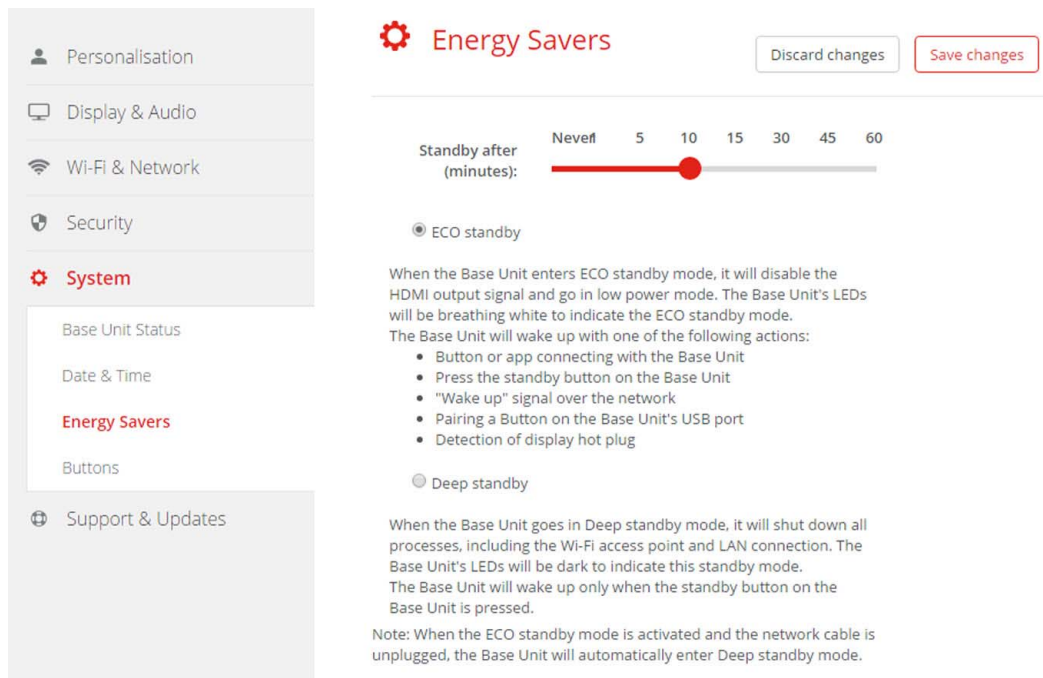 Personalisation
Display & Audio
Wi-Fi & Network
Security
System
Base Unit Status
Date & Time
Energy Savers
Buttons
Support & Updates
Energy Savers
Discard changes
Save changes
Standby after
(minutes):
Never 1 5 10 15 30 45 60
ECO standby
When the Base Unit enters ECO standby mode, it will disable the
HDMI output signal and go in low power mode. The Base Unit's LEDs
will be breathing white to indicate the ECO standby mode.
The Base Unit will wake up with one of the following actions:
• Button or app connecting with the Base Unit
• Press the standby button on the Base Unit
• "Wake up" signal over the network
• Pairing a Button on the Base Unit's USB port
• Detection of display hot plug
Deep standby
When the Base Unit goes in Deep standby mode, it will shut down all
processes, including the Wi-Fi access point and LAN connection. The
Base Unit's LEDs will be dark to indicate this standby mode.
The Base Unit will wake up only when the standby button on the
Base Unit is pressed.
Note: When the ECO standby mode is activated and the network cable is
unplugged, the Base Unit will automatically enter Deep standby mode.